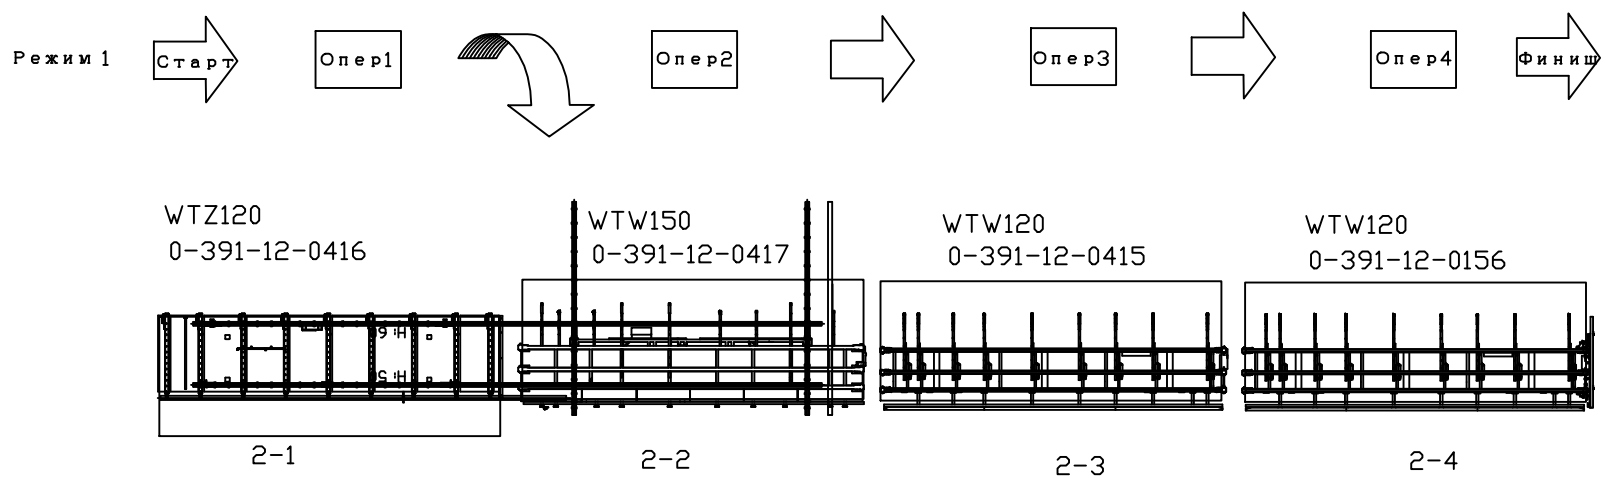 Режим 1 Старт Опер1 Опер2 Опер3 Опер4 Финиш
WTZ120 WTW150 WTW120 WTW120
0-391-12-0416 0-391-12-0417 0-391-12-0415 0-391-12-0156
2-1 2-2 2-3 2-4